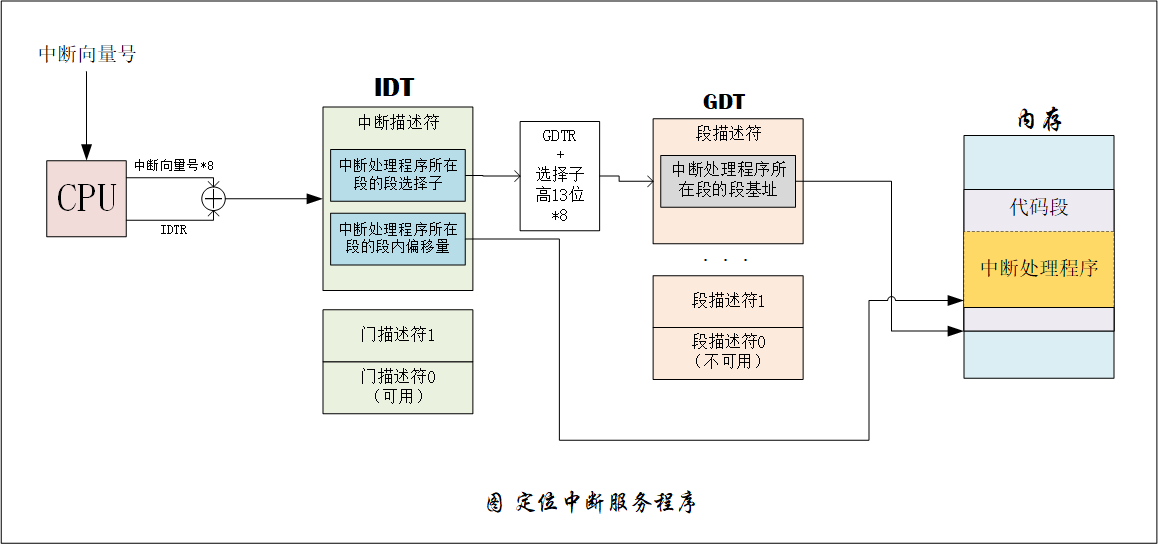 中断向量号
CPU
中断向量号*8
IDTR
IDT
中断描述符
中断处理程序所在
段的段选择子
中断处理程序所在
段的段内偏移量
门描述符1
门描述符0
（可用）
GDTR
+
选择子
高13位
*8
GDT
段描述符
中断处理程序所
在段的段基址
. . .
段描述符1
段描述符0
（不可用）
内存
代码段
中断处理程序
图 定位中断服务程序